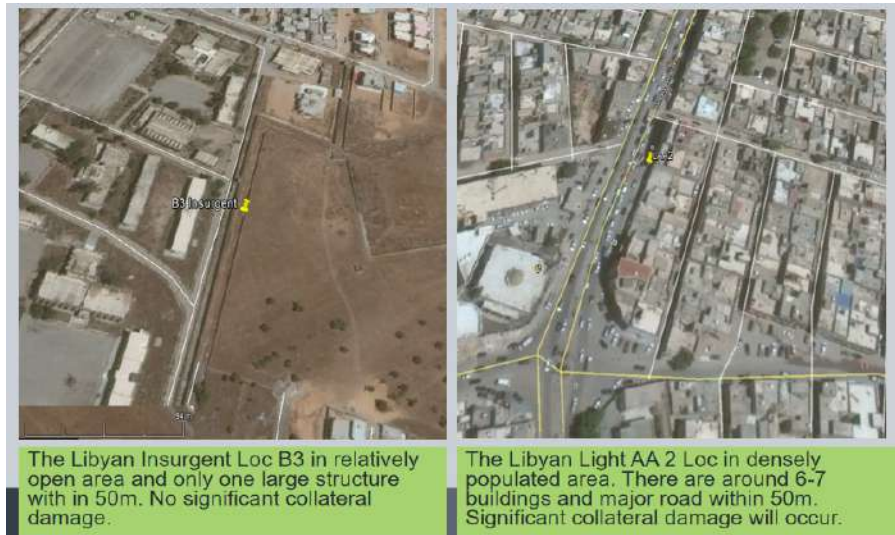 B3 Insurgent
94 m
LAA 2
The Libyan Insurgent Loc B3 in relatively
open area and only one large structure
with in 50m. No significant collateral
damage.
The Libyan Light AA 2 Loc in densely
populated area. There are around 6-7
buildings and major road within 50m.
Significant collateral damage will occur.